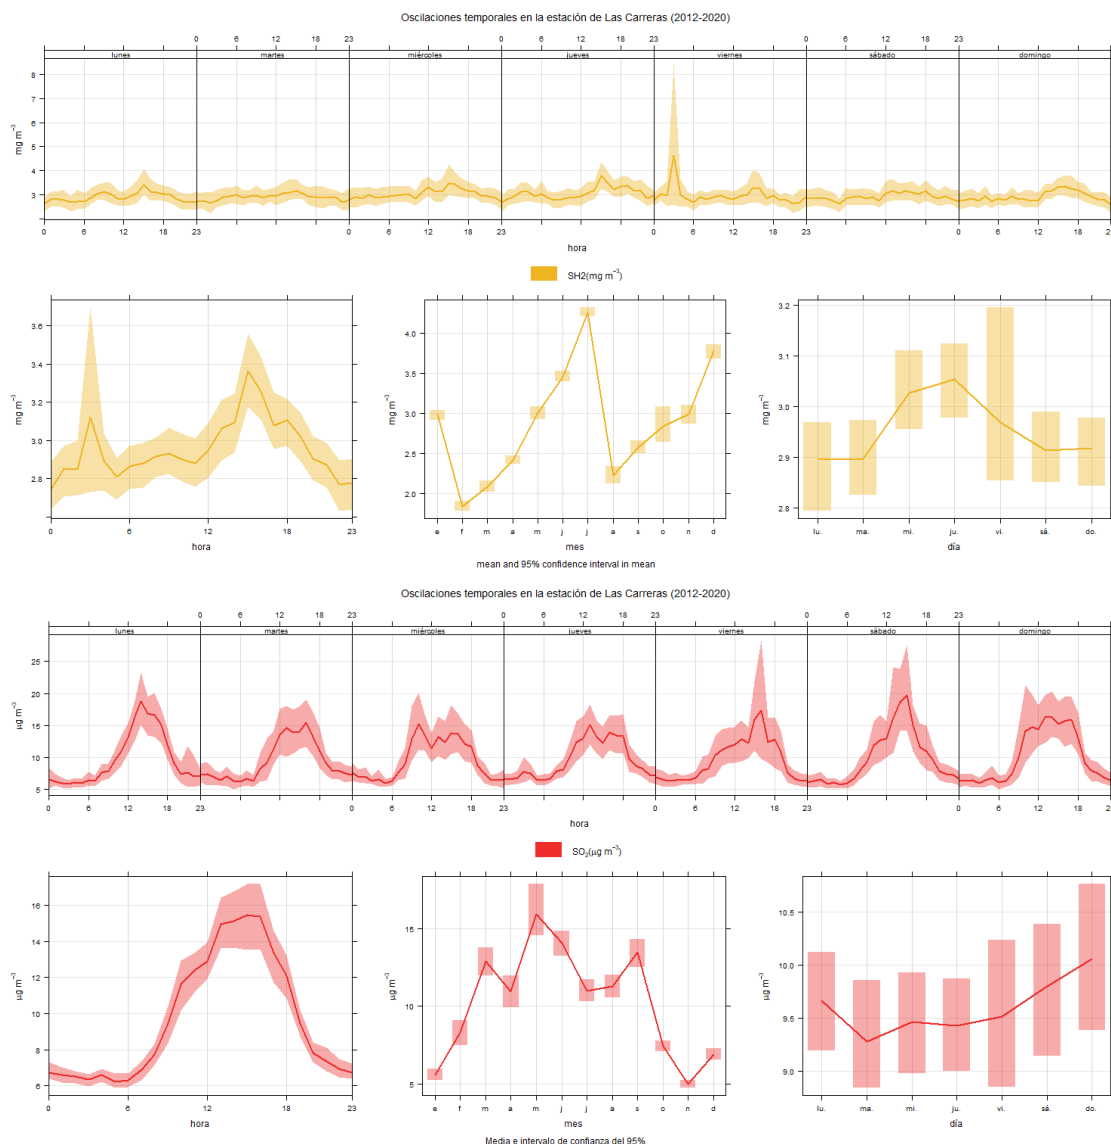 Oscilaciones temporales en la estación de Las Carreras (2012-2020)
0 6 12 18 23 0 6 12 18 23 0 6 12 18 23
lunes martes miércoles jueves viernes sábado domingo
8
7
6
5
4
3
mg m⁻³
0 6 12 18 23 0 6 12 18 23 0 6 12 18 23 0 6 12 18 23
hora
SH2(mg m⁻³)
3.6
3.4
3.2
3.0
2.8
mg m⁻³
0 6 12 18 23
hora
4.0
3.5
3.0
2.5
2.0
mg m⁻³
e f m a m j j a s o n d
mes
3.2
3.1
3.0
2.9
2.8
mg m⁻³
lu. ma. mi. ju. vi. sá. do.
día
mean and 95% confidence interval in mean
Oscilaciones temporales en la estación de Las Carreras (2012-2020)
0 6 12 18 23 0 6 12 18 23 0 6 12 18 23
lunes martes miércoles jueves viernes sábado domingo
25
20
15
10
5
µg m⁻³
0 6 12 18 23 0 6 12 18 23 0 6 12 18 23 0 6 12 18 23
hora
SO₂(µg m⁻³)
16
14
12
10
8
6
µg m⁻³
0 6 12 18 23
hora
15
10
5
µg m⁻³
e f m a m j j a s o n d
mes
10.5
10.0
9.5
9.0
µg m⁻³
lu. ma. mi. ju. vi. sá. do.
día
Media e intervalo de confianza del 95%